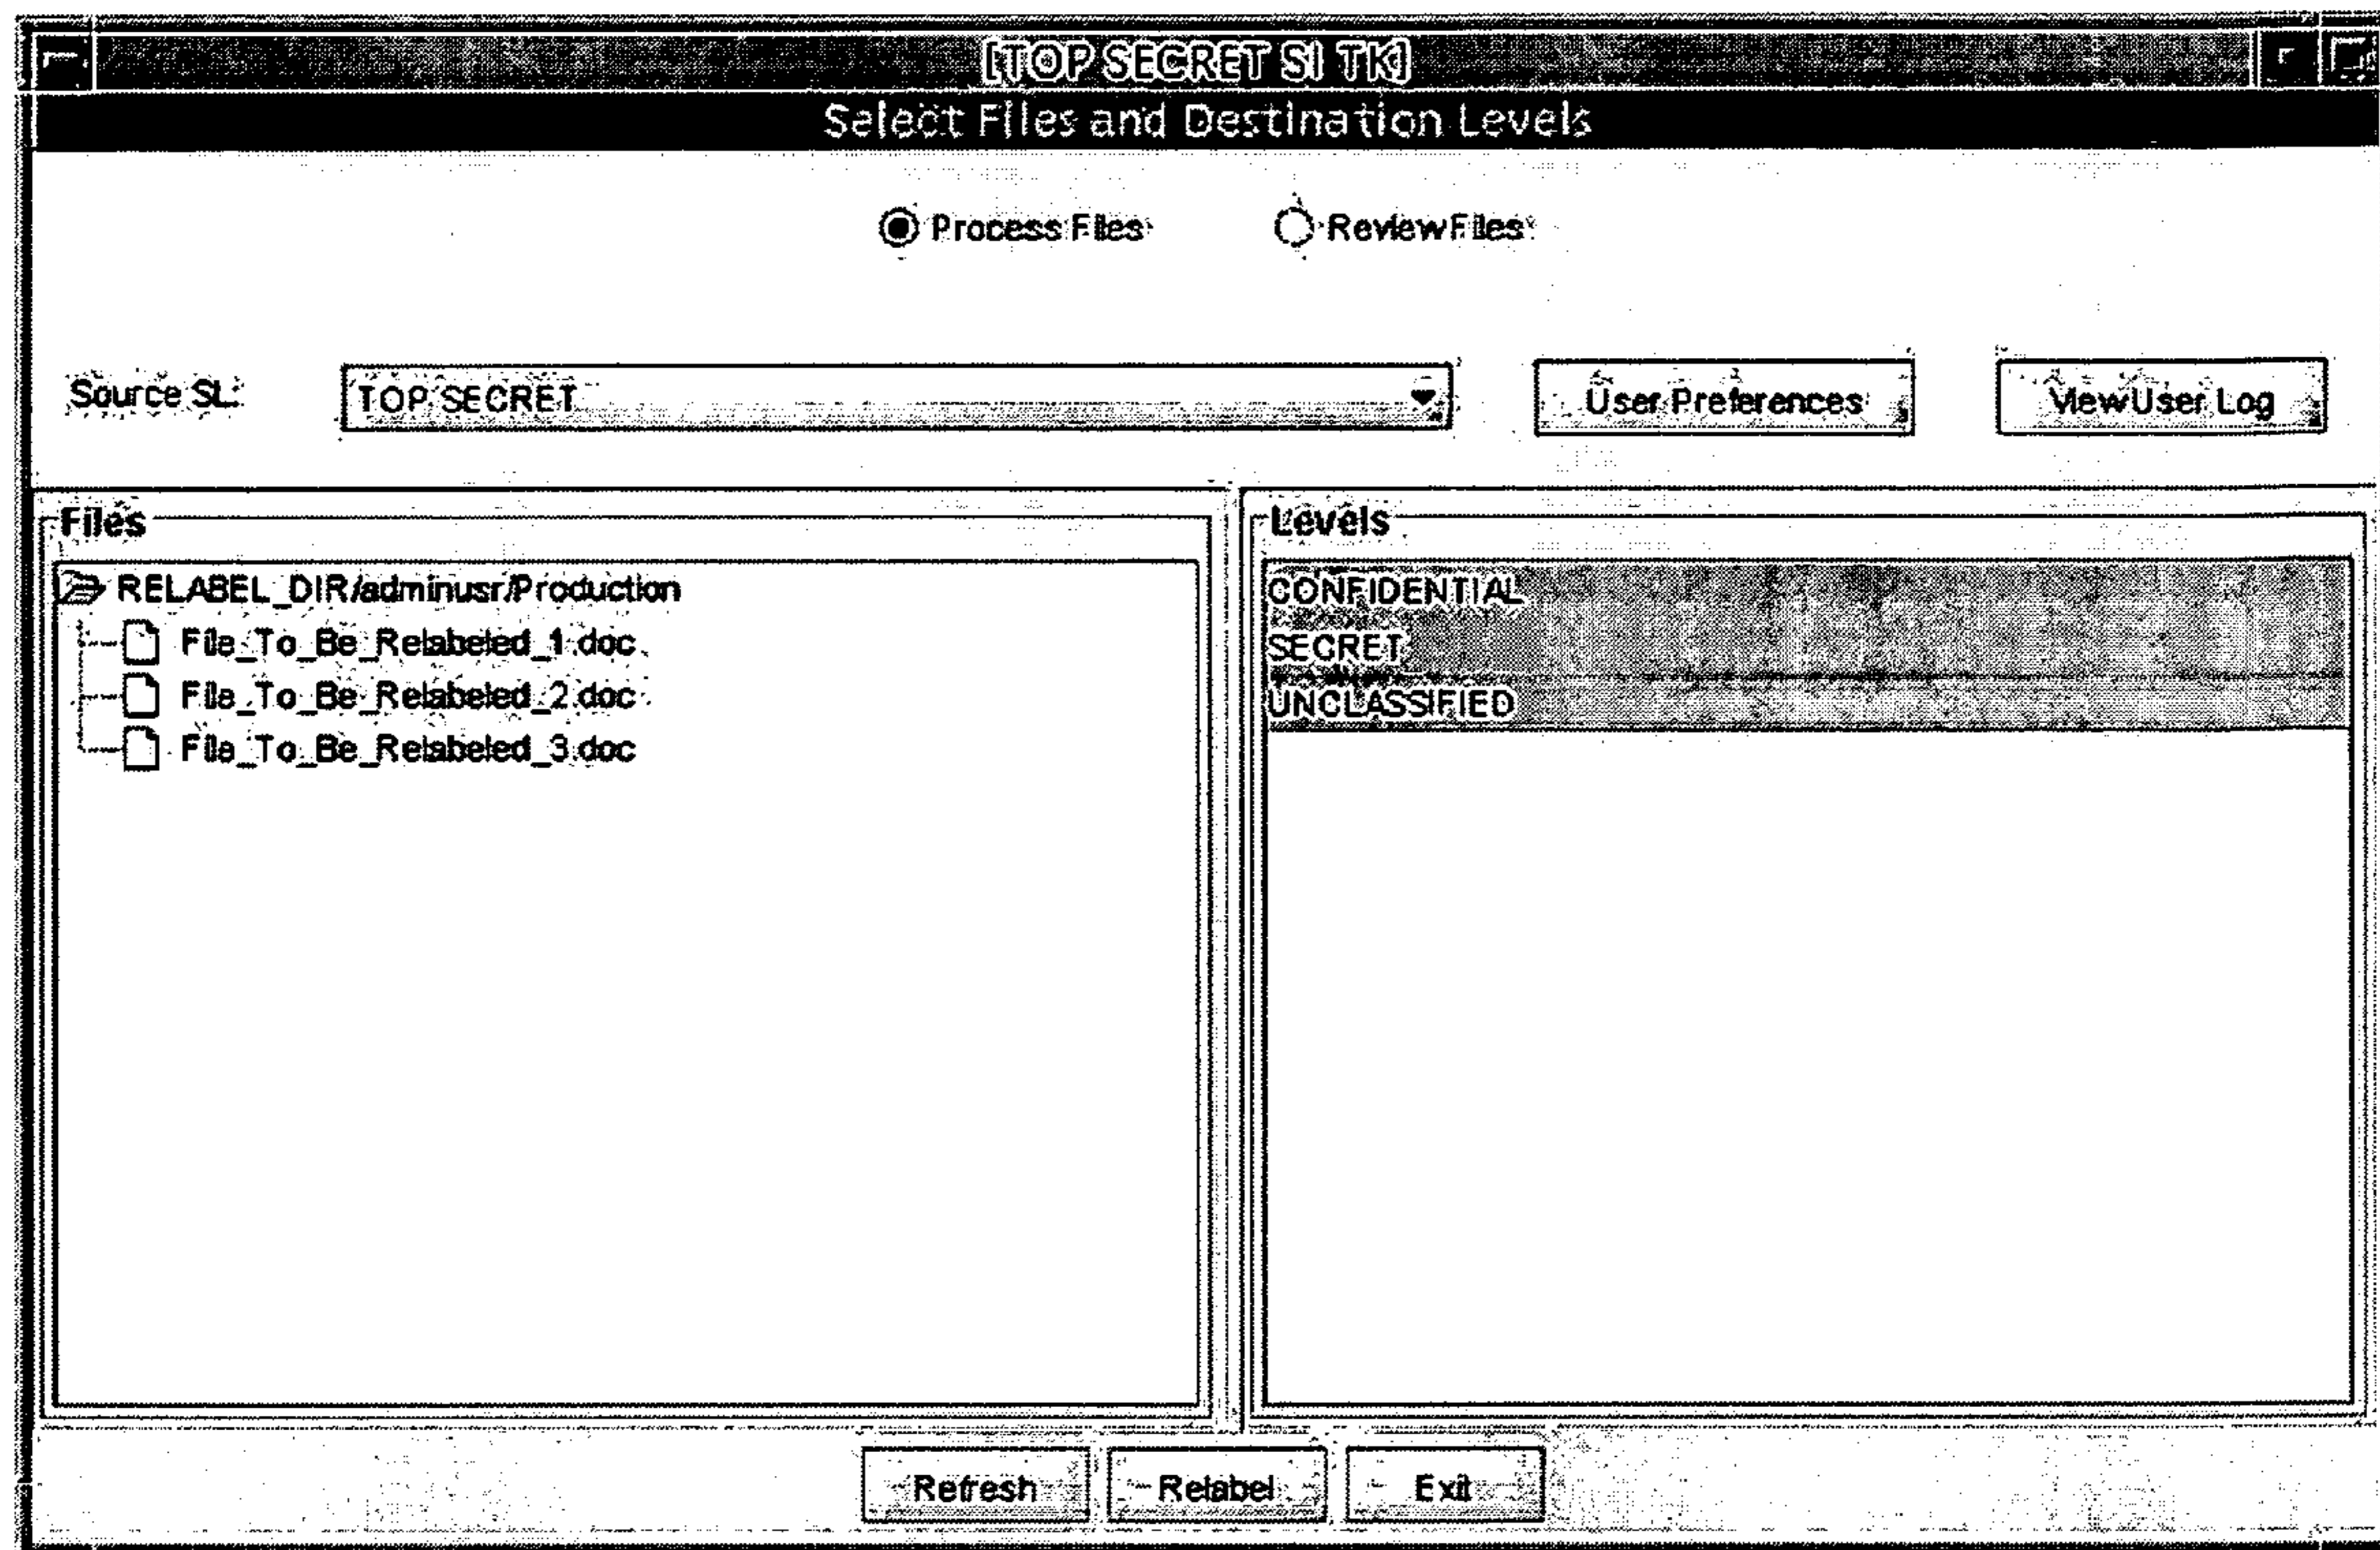 [TOP SECRET SI TK]
Select Files and Destination Levels
Process Files Review Files
Source SL: TOP SECRET User Preferences View User Log
Files
RELABEL_DIR/adminusr/Production
File_To_Be_Relabeled_1.doc
File_To_Be_Relabeled_2.doc
File_To_Be_Relabeled_3.doc
Levels
CONFIDENTIAL
SECRET
UNCLASSIFIED
Refresh Relabel Exit